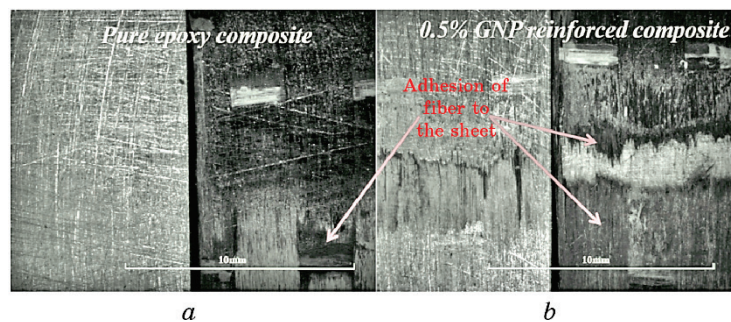 Pure epoxy composite
0.5% GNP reinforced composite
Adhesion of
fiber to
the sheet
10mm
10mm
a
b